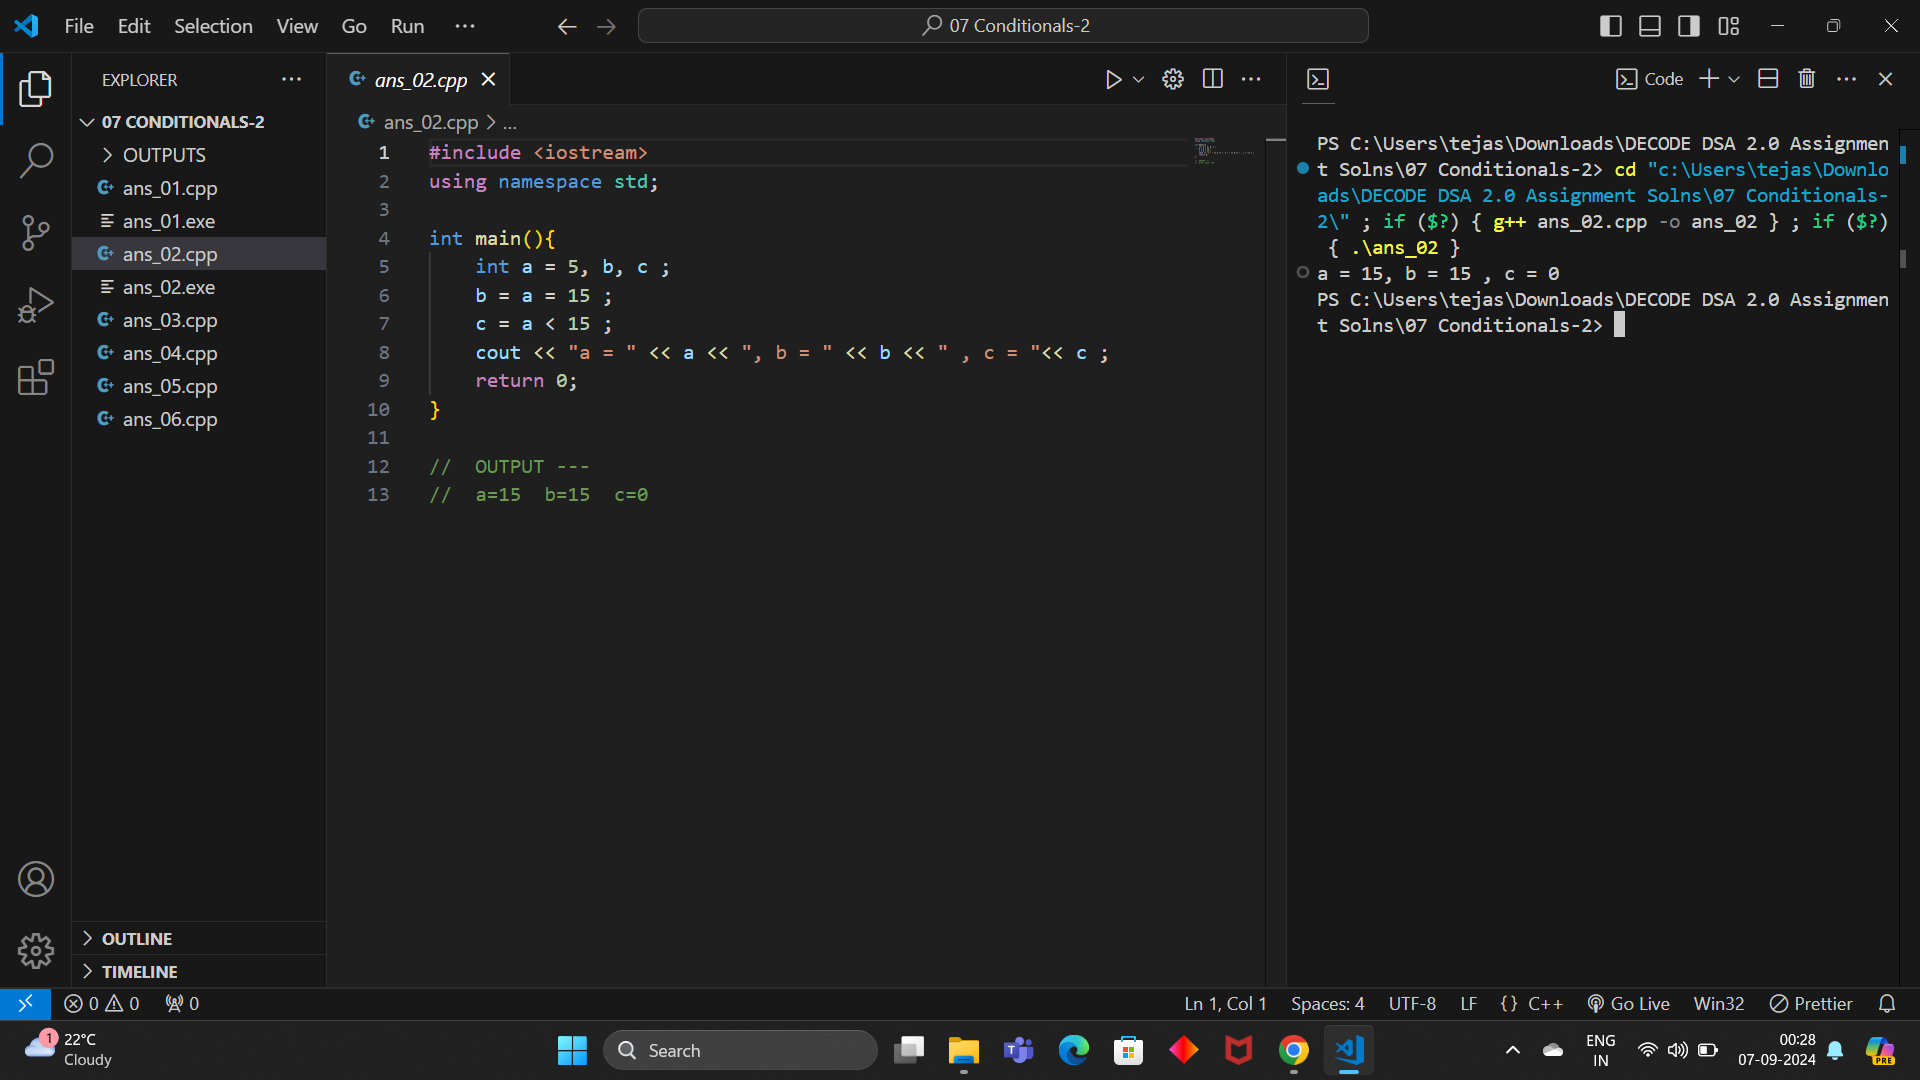 File Edit Selection View Go Run ···
07 Conditionals-2
EXPLORER
07 CONDITIONALS-2
OUTPUTS
ans_01.cpp
ans_01.exe
ans_02.cpp
ans_02.exe
ans_03.cpp
ans_04.cpp
ans_05.cpp
ans_06.cpp
OUTLINE
TIMELINE
ans_02.cpp
ans_02.cpp > ...
1 #include <iostream>
2 using namespace std;
3
4 int main(){
5     int a = 5, b, c ;
6     b = a = 15 ;
7     c = a < 15 ;
8     cout << "a = " << a << ", b = " << b << " , c = "<< c ;
9     return 0;
10 }
11
12 //  OUTPUT ---
13 //  a=15  b=15  c=0
Code
PS C:\Users\tejas\Downloads\DECODE DSA 2.0 Assignmen
t Solns\07 Conditionals-2> cd "c:\Users\tejas\Downlo
ads\DECODE DSA 2.0 Assignment Solns\07 Conditionals-
2\" ; if ($?) { g++ ans_02.cpp -o ans_02 } ; if ($?)
 { .\ans_02 }
a = 15, b = 15 , c = 0
PS C:\Users\tejas\Downloads\DECODE DSA 2.0 Assignmen
t Solns\07 Conditionals-2>
0 0 0
Ln 1, Col 1 Spaces: 4 UTF-8 LF {} C++ Go Live Win32 Prettier
1
22°C
Cloudy
Search
ENG
IN
00:28
07-09-2024
PRE